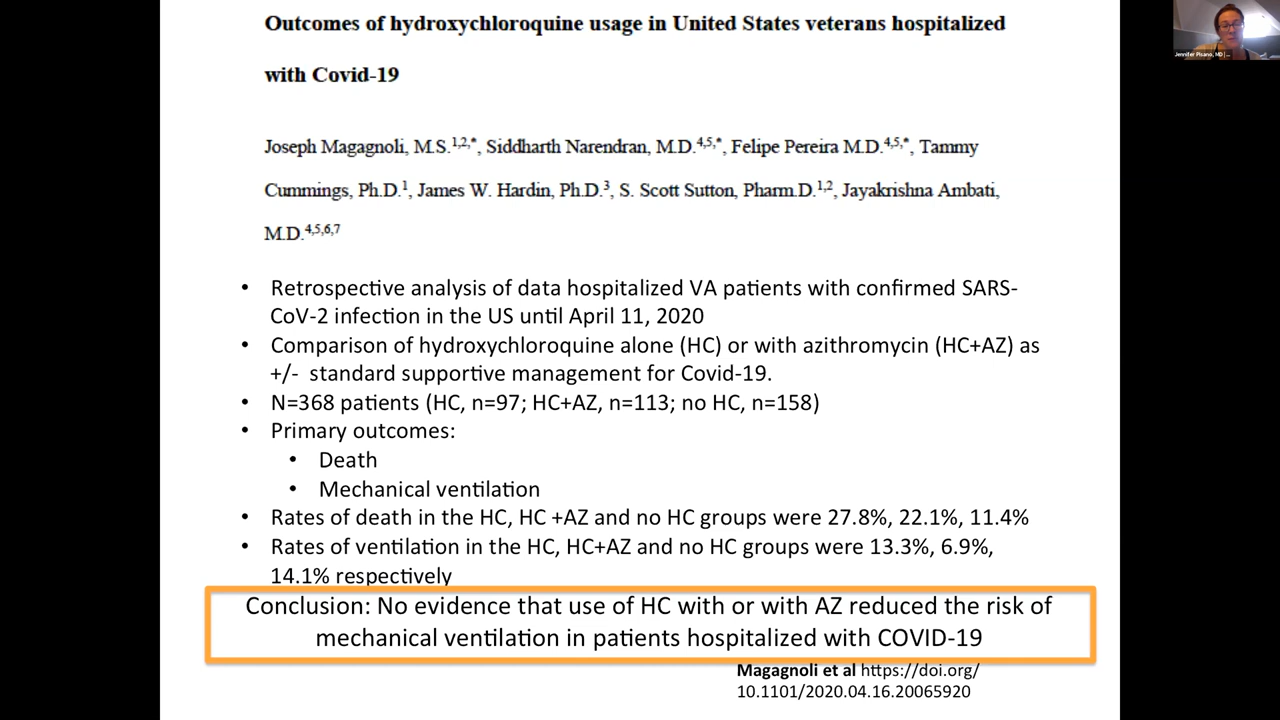 Outcomes of hydroxychloroquine usage in United States veterans hospitalized
with Covid-19
Joseph Magagnoli, M.S.1,2,*, Siddharth Narendran, M.D.4,5,*, Felipe Pereira M.D.4,5,*, Tammy
Cummings, Ph.D.1, James W. Hardin, Ph.D.3, S. Scott Sutton, Pharm.D.1,2, Jayakrishna Ambati,
M.D.4,5,6,7
• Retrospective analysis of data hospitalized VA patients with confirmed SARS-
CoV-2 infection in the US until April 11, 2020
• Comparison of hydroxychloroquine alone (HC) or with azithromycin (HC+AZ) as
+/- standard supportive management for Covid-19.
• N=368 patients (HC, n=97; HC+AZ, n=113; no HC, n=158)
• Primary outcomes:
• Death
• Mechanical ventilation
• Rates of death in the HC, HC +AZ and no HC groups were 27.8%, 22.1%, 11.4%
• Rates of ventilation in the HC, HC+AZ and no HC groups were 13.3%, 6.9%,
14.1% respectively
Conclusion: No evidence that use of HC with or with AZ reduced the risk of
mechanical ventilation in patients hospitalized with COVID-19
Magagnoli et al https://doi.org/
10.1101/2020.04.16.20065920
Jennifer Pisano, MD |...